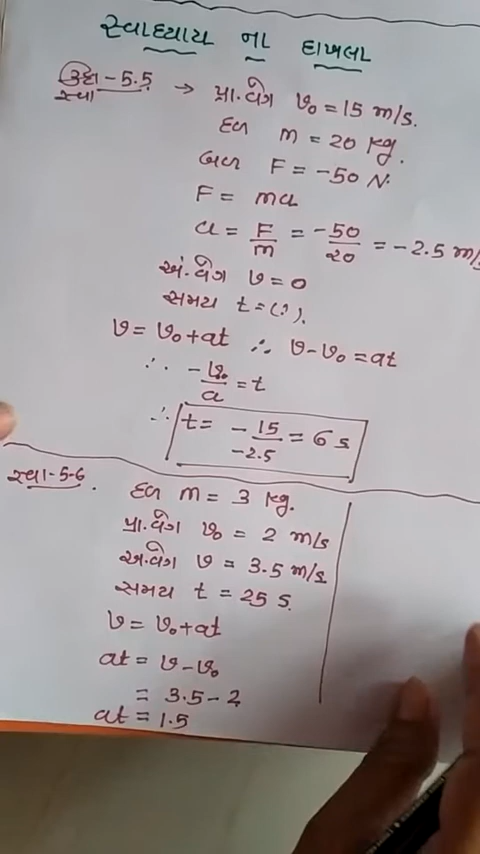 સ્વાધ્યાય ના દાખલા
ઉદા - 5.5 → પ્રા. વેગ v₀ = 15 m/s.
સ્વા
દળ m = 20 kg.
બળ F = -50 N.
F = ma
a = F/m = -50/20 = -2.5 m/s
અં. વેગ v = 0
સમય t = (?).
v = v₀ + at ∴ v - v₀ = at
∴ -v₀/a = t
∴ t = -15/-2.5 = 6 s
સ્વા - 5.6. દળ m = 3 kg.
પ્રા. વેગ v₀ = 2 m/s
અં. વેગ v = 3.5 m/s
સમય t = 25 s.
v = v₀ + at
at = v - v₀
= 3.5 - 2
at = 1.5